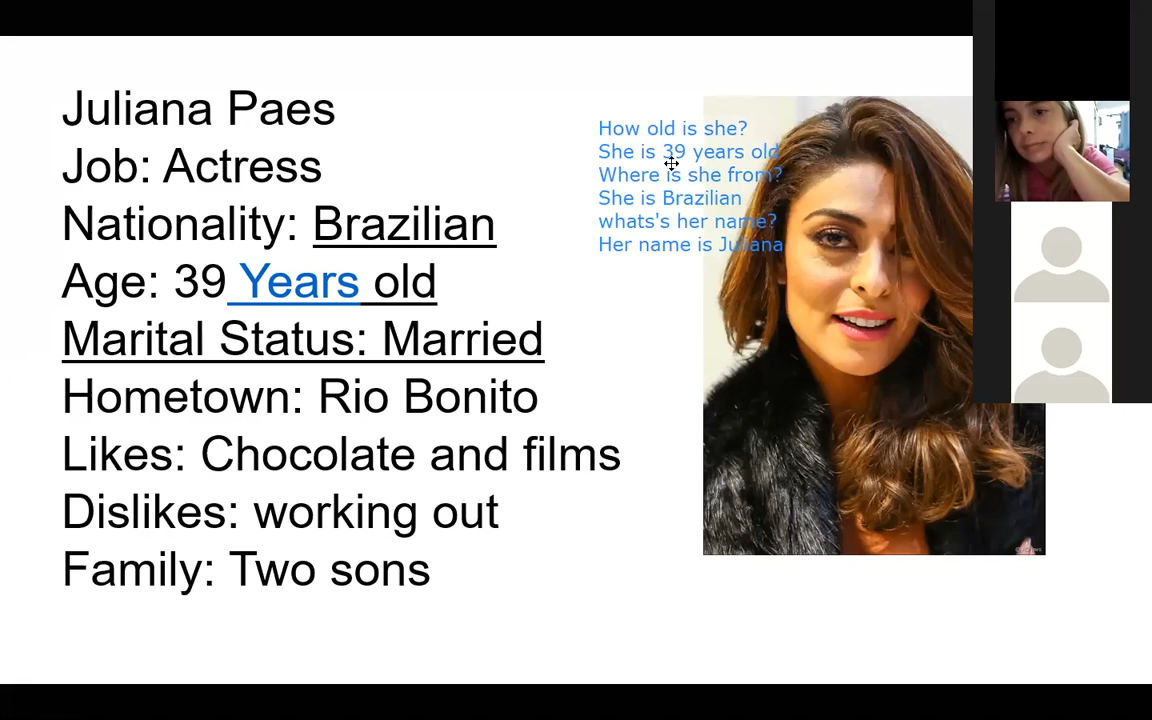 Juliana Paes
Job: Actress
Nationality: Brazilian
Age: 39 Years old
Marital Status: Married
Hometown: Rio Bonito
Likes: Chocolate and films
Dislikes: working out
Family: Two sons
How old is she?
She is 39 years old
Where is she from?
She is Brazilian
whats's her name?
Her name is Juliana